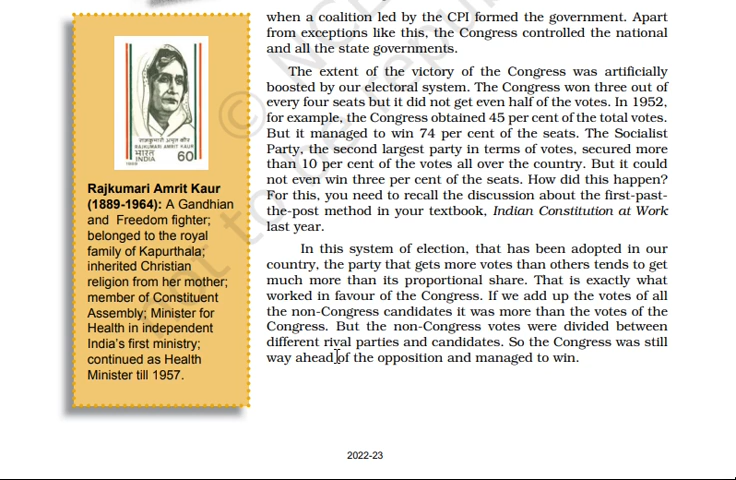 when a coalition led by the CPI formed the government. Apart
from exceptions like this, the Congress controlled the national
and all the state governments.
The extent of the victory of the Congress was artificially
boosted by our electoral system. The Congress won three out of
every four seats but it did not get even half of the votes. In 1952,
for example, the Congress obtained 45 per cent of the total votes.
But it managed to win 74 per cent of the seats. The Socialist
Party, the second largest party in terms of votes, secured more
than 10 per cent of the votes all over the country. But it could
not even win three per cent of the seats. How did this happen?
For this, you need to recall the discussion about the first-past-
the-post method in your textbook, Indian Constitution at Work
last year.
In this system of election, that has been adopted in our
country, the party that gets more votes than others tends to get
much more than its proportional share. That is exactly what
worked in favour of the Congress. If we add up the votes of all
the non-Congress candidates it was more than the votes of the
Congress. But the non-Congress votes were divided between
different rival parties and candidates. So the Congress was still
way ahead of the opposition and managed to win.
राजकुमारी अमृत कौर
RAJKUMARI AMRIT KAUR
भारत
INDIA 60
Rajkumari Amrit Kaur
(1889-1964): A Gandhian
and Freedom fighter;
belonged to the royal
family of Kapurthala;
inherited Christian
religion from her mother;
member of Constituent
Assembly; Minister for
Health in independent
India's first ministry;
continued as Health
Minister till 1957.
2022-23